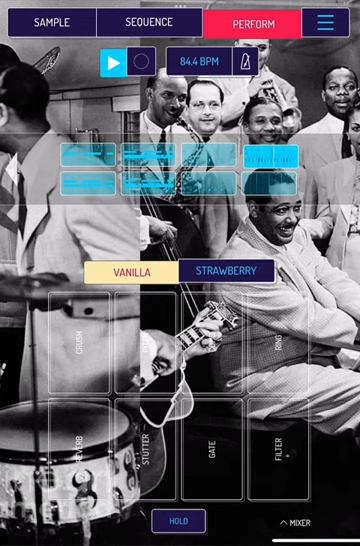 SAMPLE SEQUENCE PERFORM
84.4 BPM
VANILLA STRAWBERRY
CRUSH
RING
REVERB
STUTTER
GATE
FILTER
HOLD
MIXER